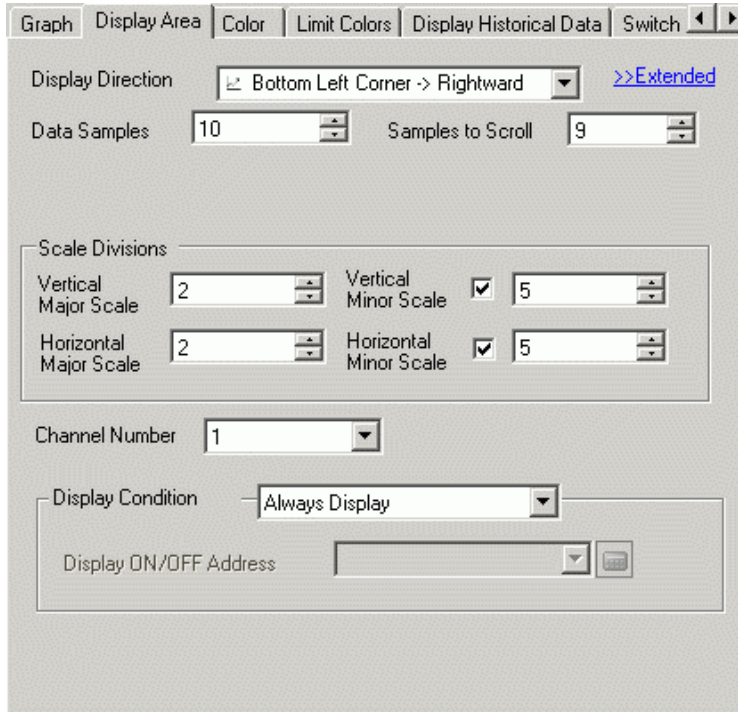 Graph Display Area Color Limit Colors Display Historical Data Switch
Display Direction Bottom Left Corner -> Rightward >>Extended
Data Samples 10 Samples to Scroll 9
Scale Divisions
Vertical
Major Scale 2 Vertical
Minor Scale 5
Horizontal
Major Scale 2 Horizontal
Minor Scale 5
Channel Number 1
Display Condition Always Display
Display ON/OFF Address